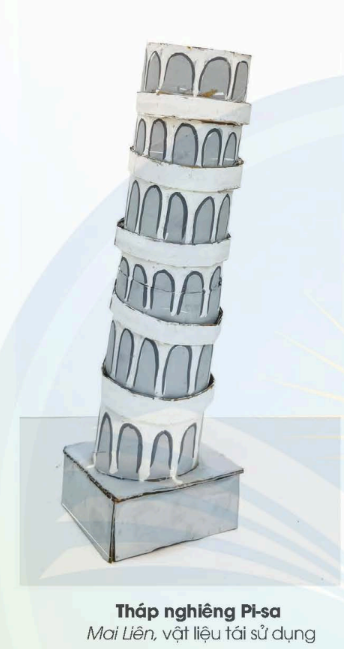 Tháp nghiêng Pi-sa
Mai Liên, vật liệu tái sử dụng